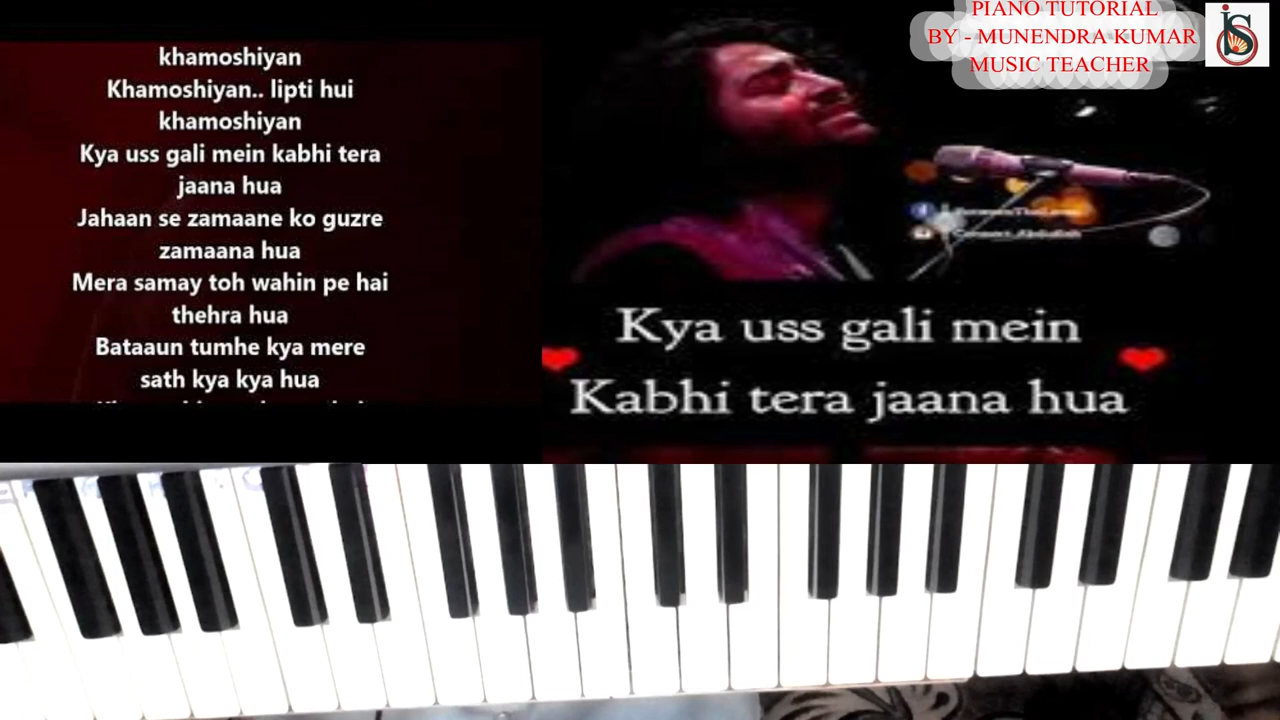 PIANO TUTORIAL
BY - MUNENDRA KUMAR
MUSIC TEACHER
khamoshiyan
Khamoshiyan.. lipti hui
khamoshiyan
Kya uss gali mein kabhi tera
jaana hua
Jahaan se zamaane ko guzre
zamaana hua
Mera samay toh wahin pe hai
thehra hua
Bataaun tumhe kya mere
sath kya kya hua
Kya uss gali mein
Kabhi tera jaana hua